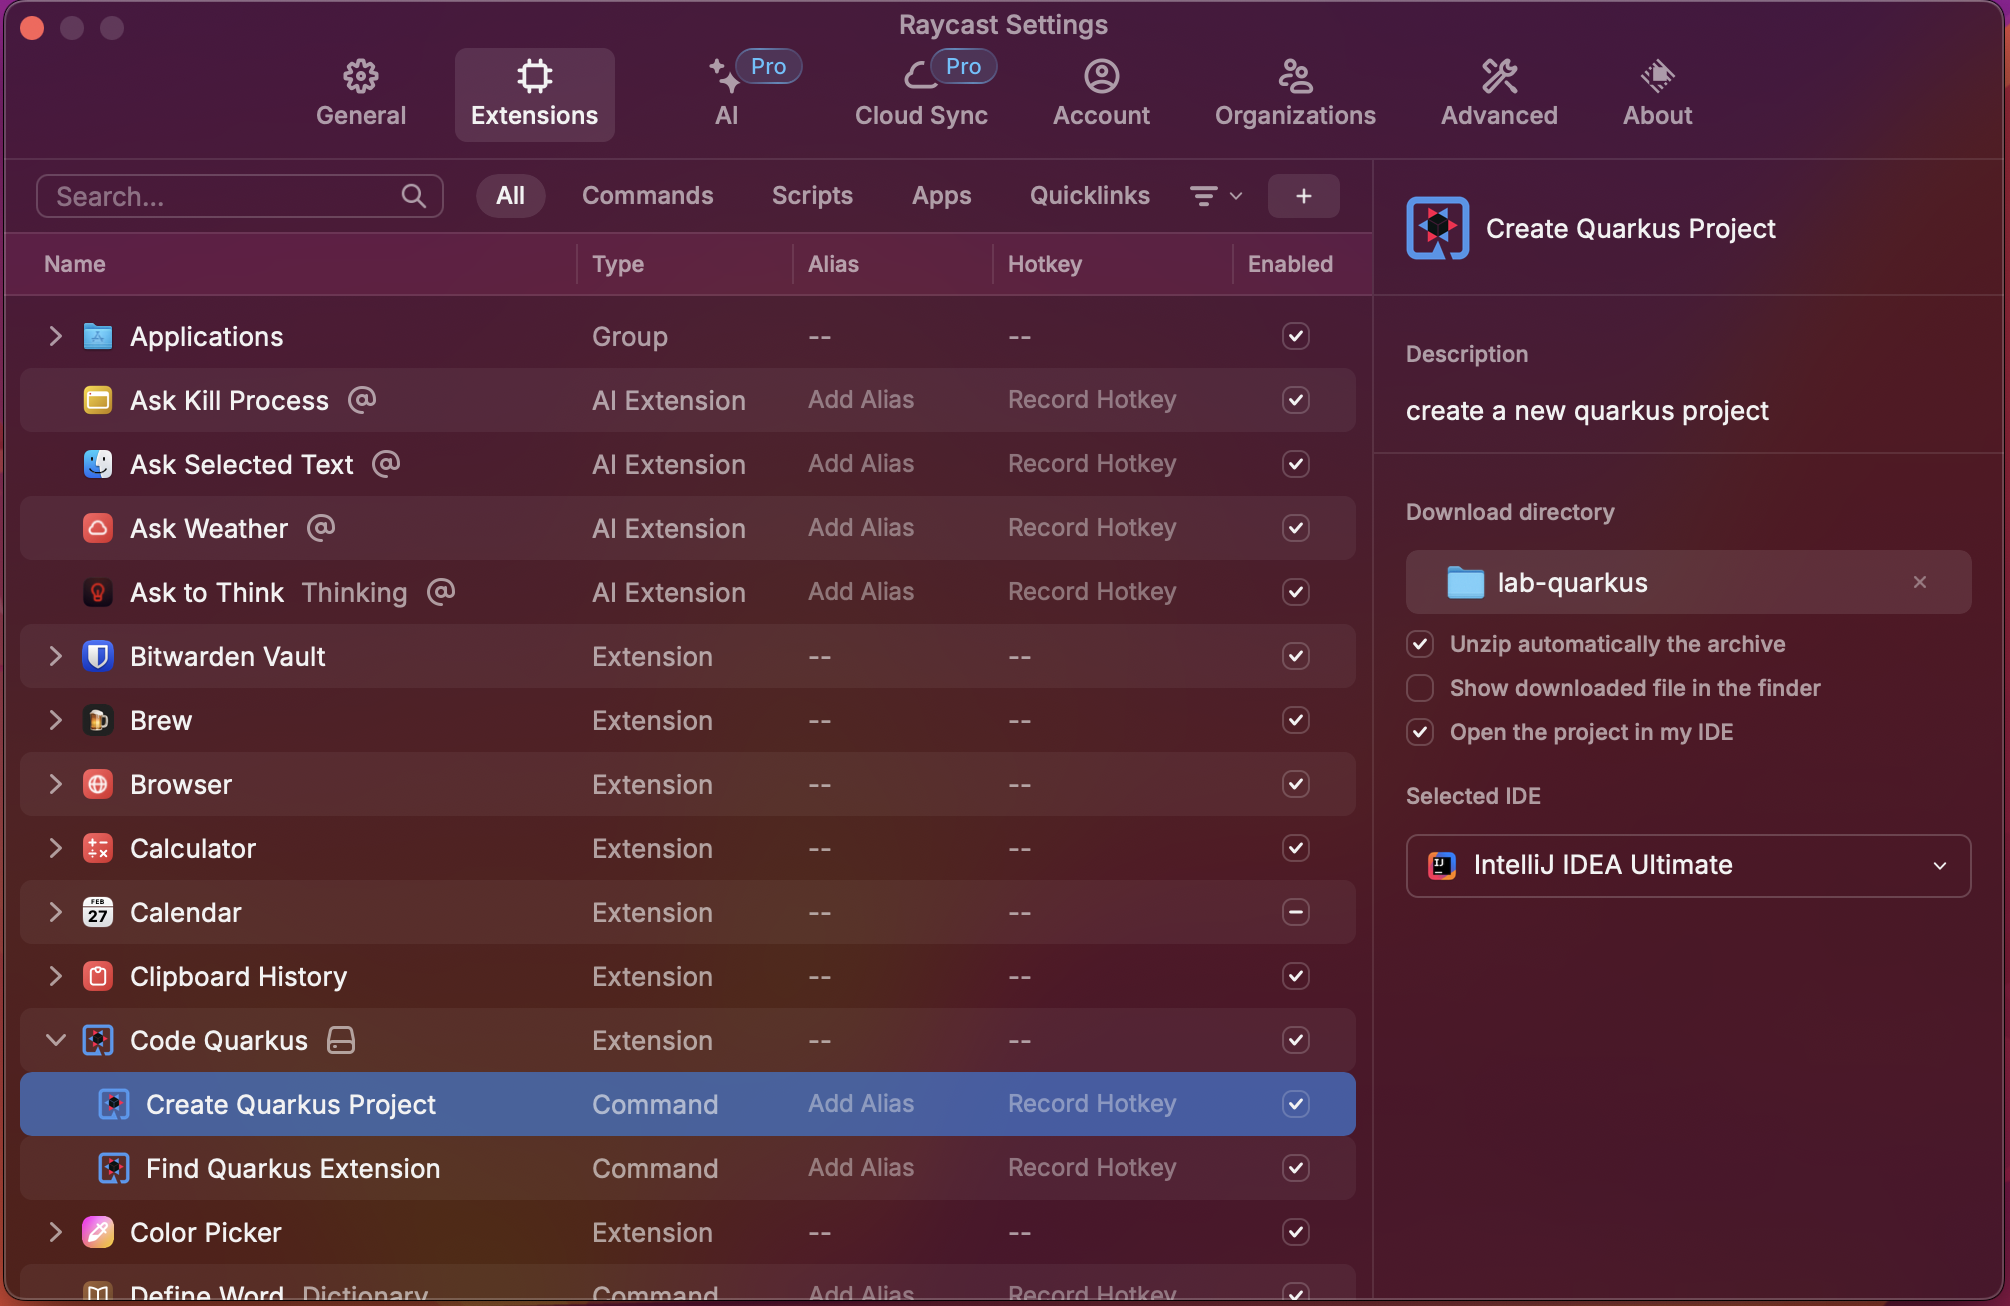 Raycast Settings
General
Extensions
AI
Pro
Cloud Sync
Pro
Account
Organizations
Advanced
About
Search...
All
Commands
Scripts
Apps
Quicklinks
+
Name Type Alias Hotkey Enabled
Applications Group -- --
Ask Kill Process @ AI Extension Add Alias Record Hotkey
Ask Selected Text @ AI Extension Add Alias Record Hotkey
Ask Weather @ AI Extension Add Alias Record Hotkey
Ask to Think Thinking @ AI Extension Add Alias Record Hotkey
Bitwarden Vault Extension -- --
Brew Extension -- --
Browser Extension -- --
Calculator Extension -- --
FEB
27
Calendar Extension -- --
Clipboard History Extension -- --
Code Quarkus Extension -- --
Create Quarkus Project Command Add Alias Record Hotkey
Find Quarkus Extension Command Add Alias Record Hotkey
Color Picker Extension -- --
Define Word Dictionary Command Add Alias Record Hotkey
Create Quarkus Project
Description
create a new quarkus project
Download directory
lab-quarkus
Unzip automatically the archive
Show downloaded file in the finder
Open the project in my IDE
Selected IDE
IJ
IntelliJ IDEA Ultimate